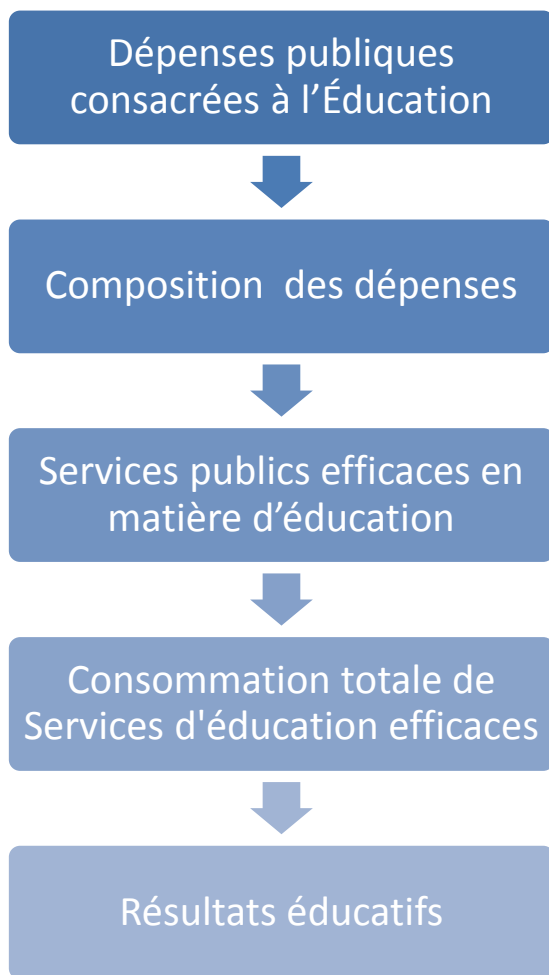 Dépenses publiques
consacrées à l’Éducation
Composition des dépenses
Services publics efficaces en
matière d’éducation
Consommation totale de
Services d'éducation efficaces
Résultats éducatifs